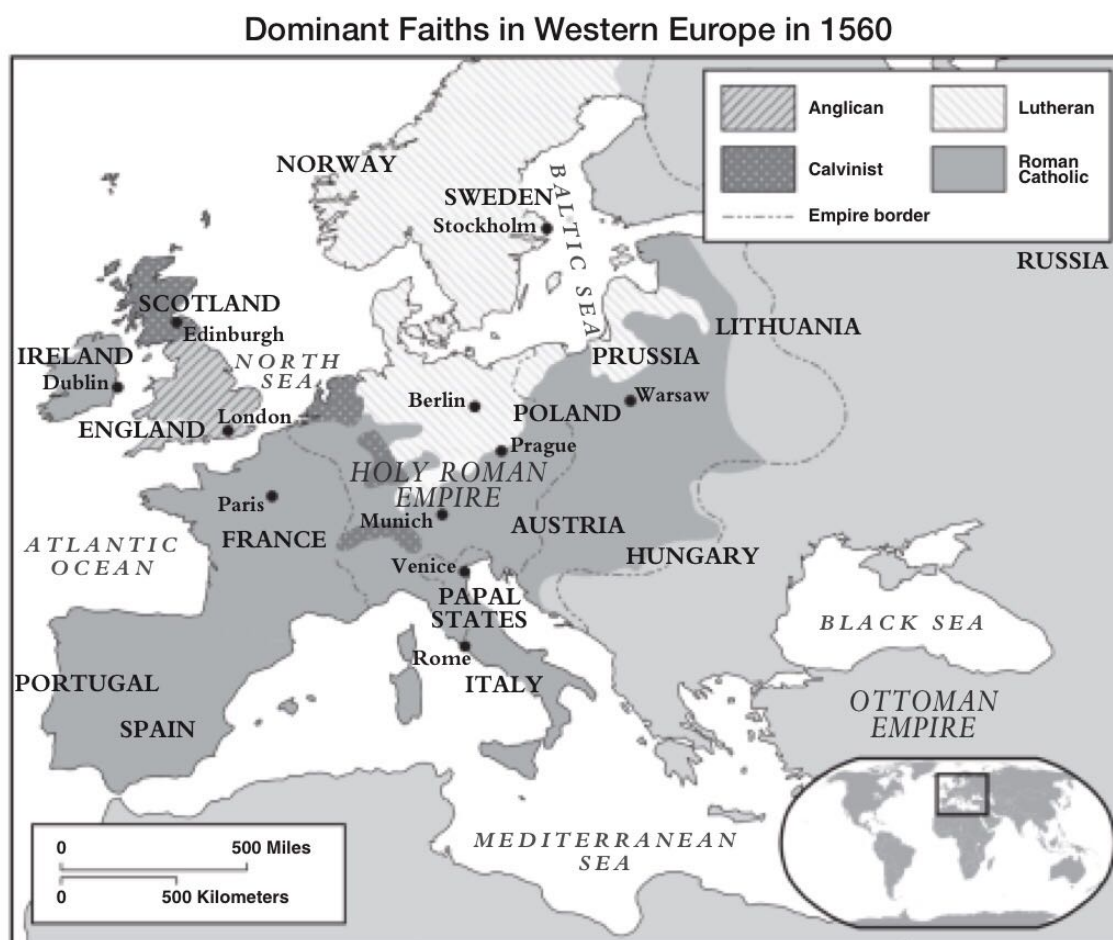 Dominant Faiths in Western Europe in 1560
Anglican
Lutheran
Calvinist
Roman
Catholic
Empire border
NORWAY
SWEDEN
Stockholm
BALTIC SEA
RUSSIA
SCOTLAND
Edinburgh
IRELAND
Dublin
NORTH
SEA
LITHUANIA
PRUSSIA
ENGLAND
London
Berlin
POLAND
Warsaw
Prague
HOLY ROMAN
EMPIRE
Paris
FRANCE
Munich
AUSTRIA
HUNGARY
ATLANTIC
OCEAN
Venice
PAPAL
STATES
BLACK SEA
Rome
ITALY
PORTUGAL
SPAIN
OTTOMAN
EMPIRE
MEDITERRANEAN
SEA
0 500 Miles
0 500 Kilometers